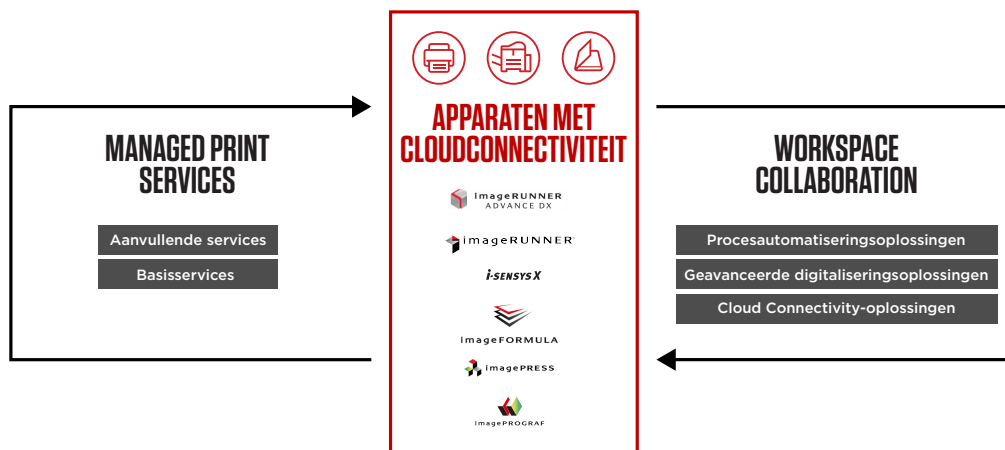 MANAGED PRINT
SERVICES
Aanvullende services
Basisservices
APPARATEN MET
CLOUDCONNECTIVITEIT
imageRUNNER
ADVANCE DX
imageRUNNER
i-SENSYS X
imageFORMULA
imagePRESS
imagePROGRAF
WORKSPACE
COLLABORATION
Procesautomatiseringsoplossingen
Geavanceerde digitaliseringsoplossingen
Cloud Connectivity-oplossingen